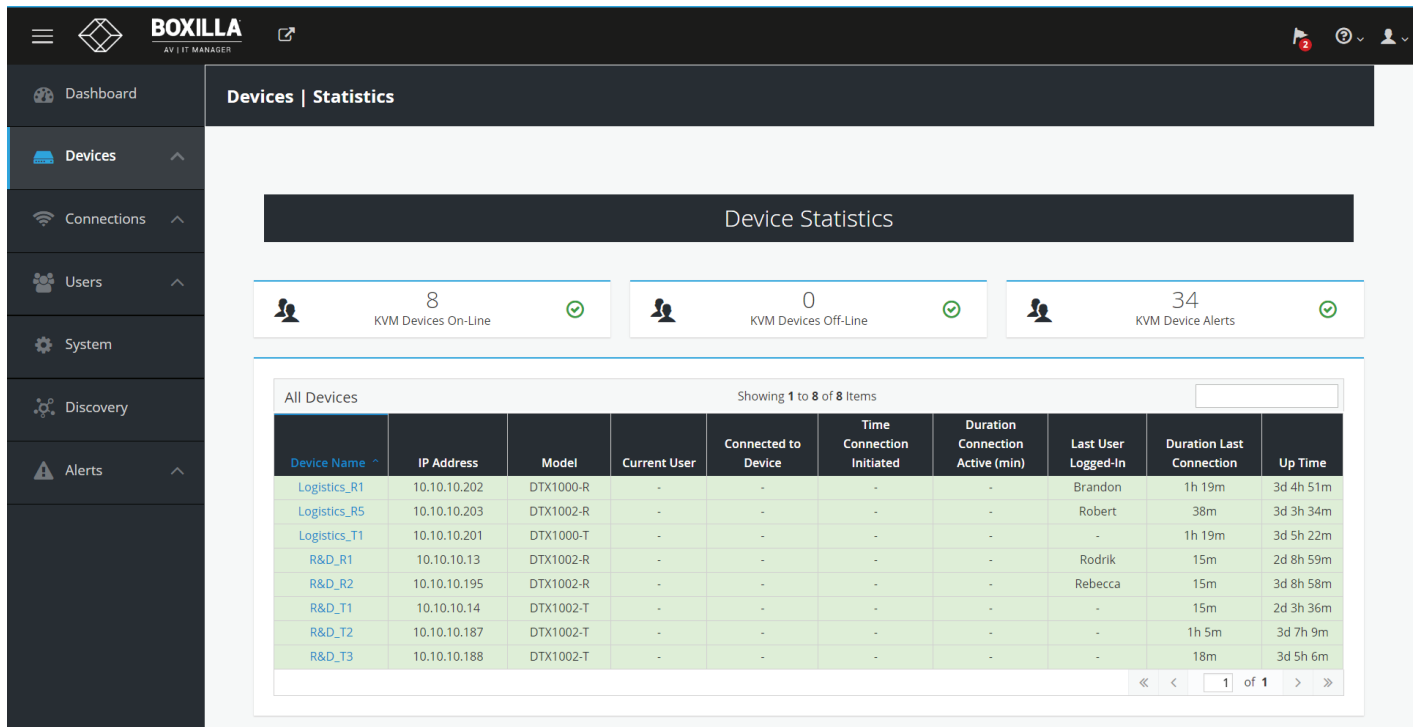 BOXILLA
AV | IT MANAGER
2
Dashboard
Devices
Connections
Users
System
Discovery
Alerts
Devices | Statistics
Device Statistics
8
KVM Devices On-Line
0
KVM Devices Off-Line
34
KVM Device Alerts
All Devices Showing 1 to 8 of 8 Items
Device Name IP Address Model Current User Connected to Device Time Connection Initiated Duration Connection Active (min) Last User Logged-In Duration Last Connection Up Time
Logistics_R1 10.10.10.202 DTX1000-R - - - - Brandon 1h 19m 3d 4h 51m
Logistics_R5 10.10.10.203 DTX1002-R - - - - Robert 38m 3d 3h 34m
Logistics_T1 10.10.10.201 DTX1000-T - - - - - 1h 19m 3d 5h 22m
R&D_R1 10.10.10.13 DTX1002-R - - - - Rodrik 15m 2d 8h 59m
R&D_R2 10.10.10.195 DTX1002-R - - - - Rebecca 15m 3d 8h 58m
R&D_T1 10.10.10.14 DTX1002-T - - - - - 15m 2d 3h 36m
R&D_T2 10.10.10.187 DTX1002-T - - - - - 1h 5m 3d 7h 9m
R&D_T3 10.10.10.188 DTX1002-T - - - - - 18m 3d 5h 6m
« < 1 of 1 > »